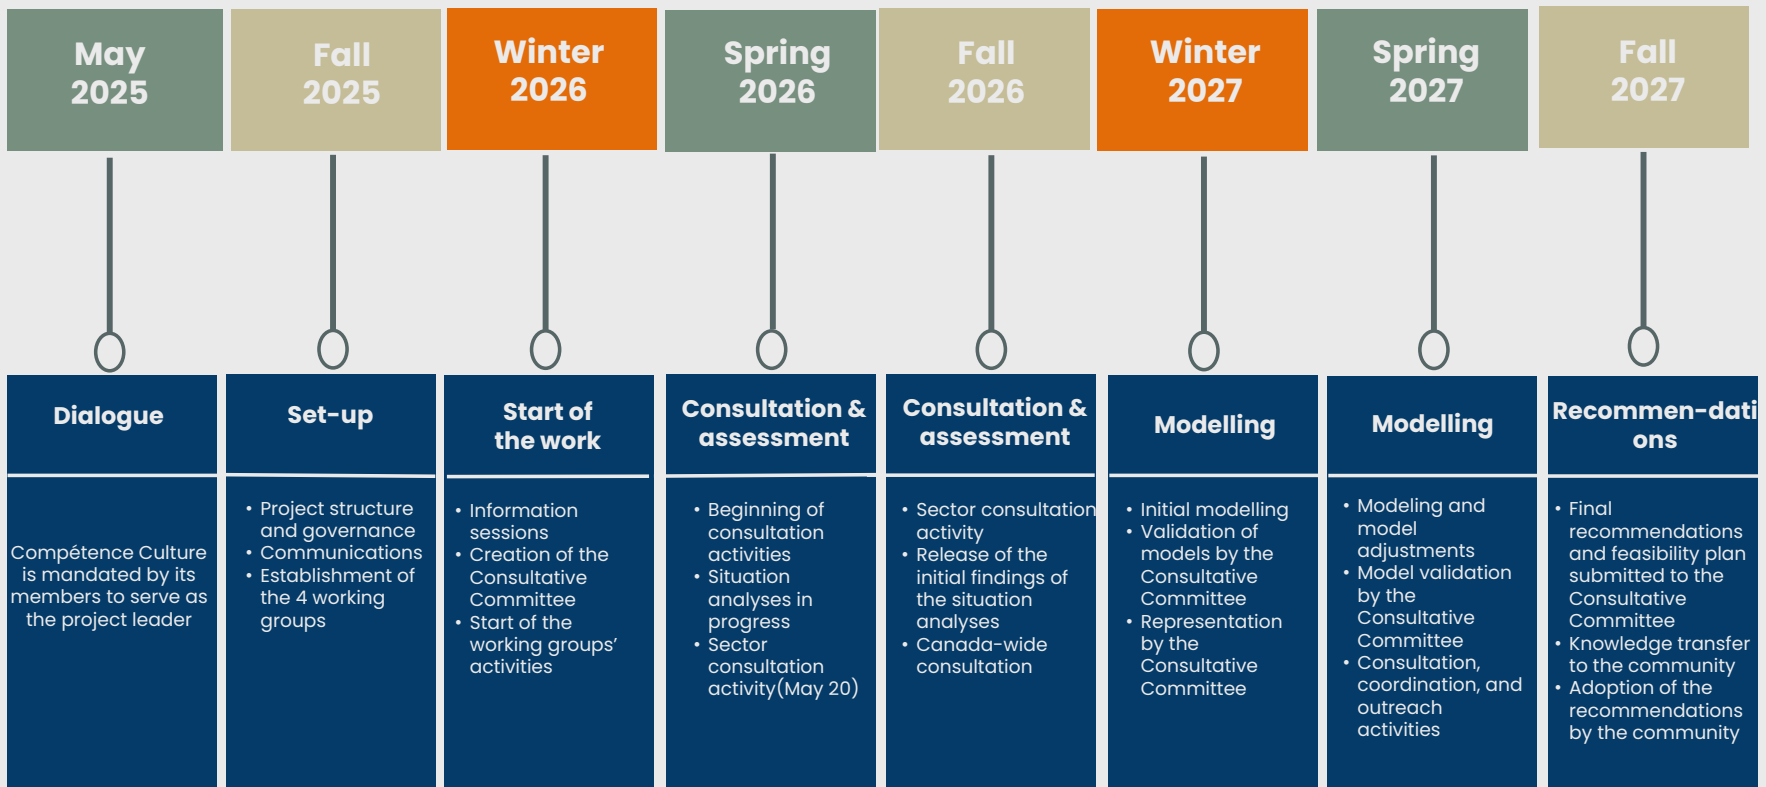 May
2025
Fall
2025
Winter
2026
Spring
2026
Fall
2026
Winter
2027
Spring
2027
Fall
2027
Dialogue
Compétence Culture
is mandated by its
members to serve as
the project leader
Set-up
• Project structure
and governance
• Communications
• Establishment of
the 4 working
groups
Start of
the work
• Information
sessions
• Creation of the
Consultative
Committee
• Start of the
working groups’
activities
Consultation &
assessment
• Beginning of
consultation
activities
• Situation
analyses in
progress
• Sector
consultation
activity(May 20)
Consultation &
assessment
• Sector consultation
activity
• Release of the
initial findings of
the situation
analyses
• Canada-wide
consultation
Modelling
• Initial modelling
• Validation of
models by the
Consultative
Committee
• Representation
by the
Consultative
Committee
Modelling
• Modeling and
model
adjustments
• Model validation
by the
Consultative
Committee
• Consultation,
coordination, and
outreach
activities
Recommen-dati
ons
• Final
recommendations
and feasibility plan
submitted to the
Consultative
Committee
• Knowledge transfer
to the community
• Adoption of the
recommendations
by the community